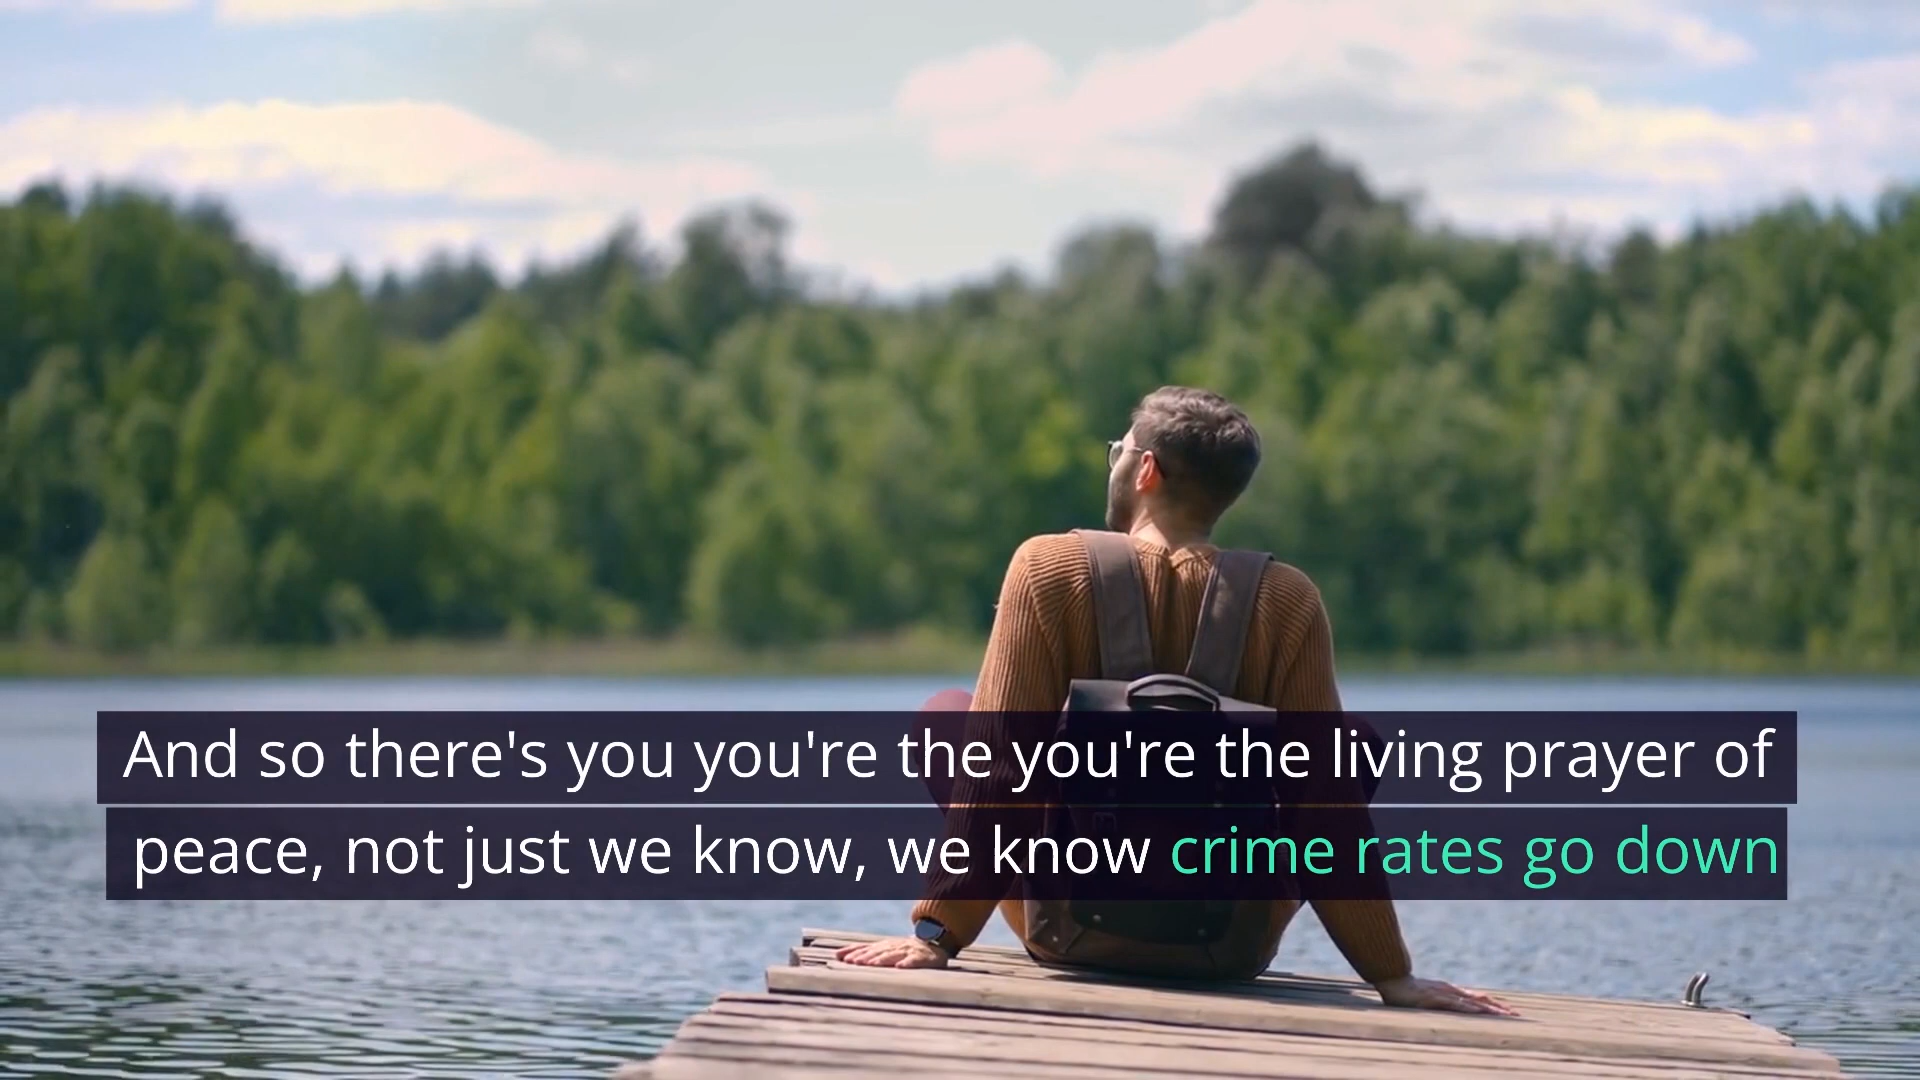 And so there's you you're the you're the living prayer of
peace, not just we know, we know crime rates go down